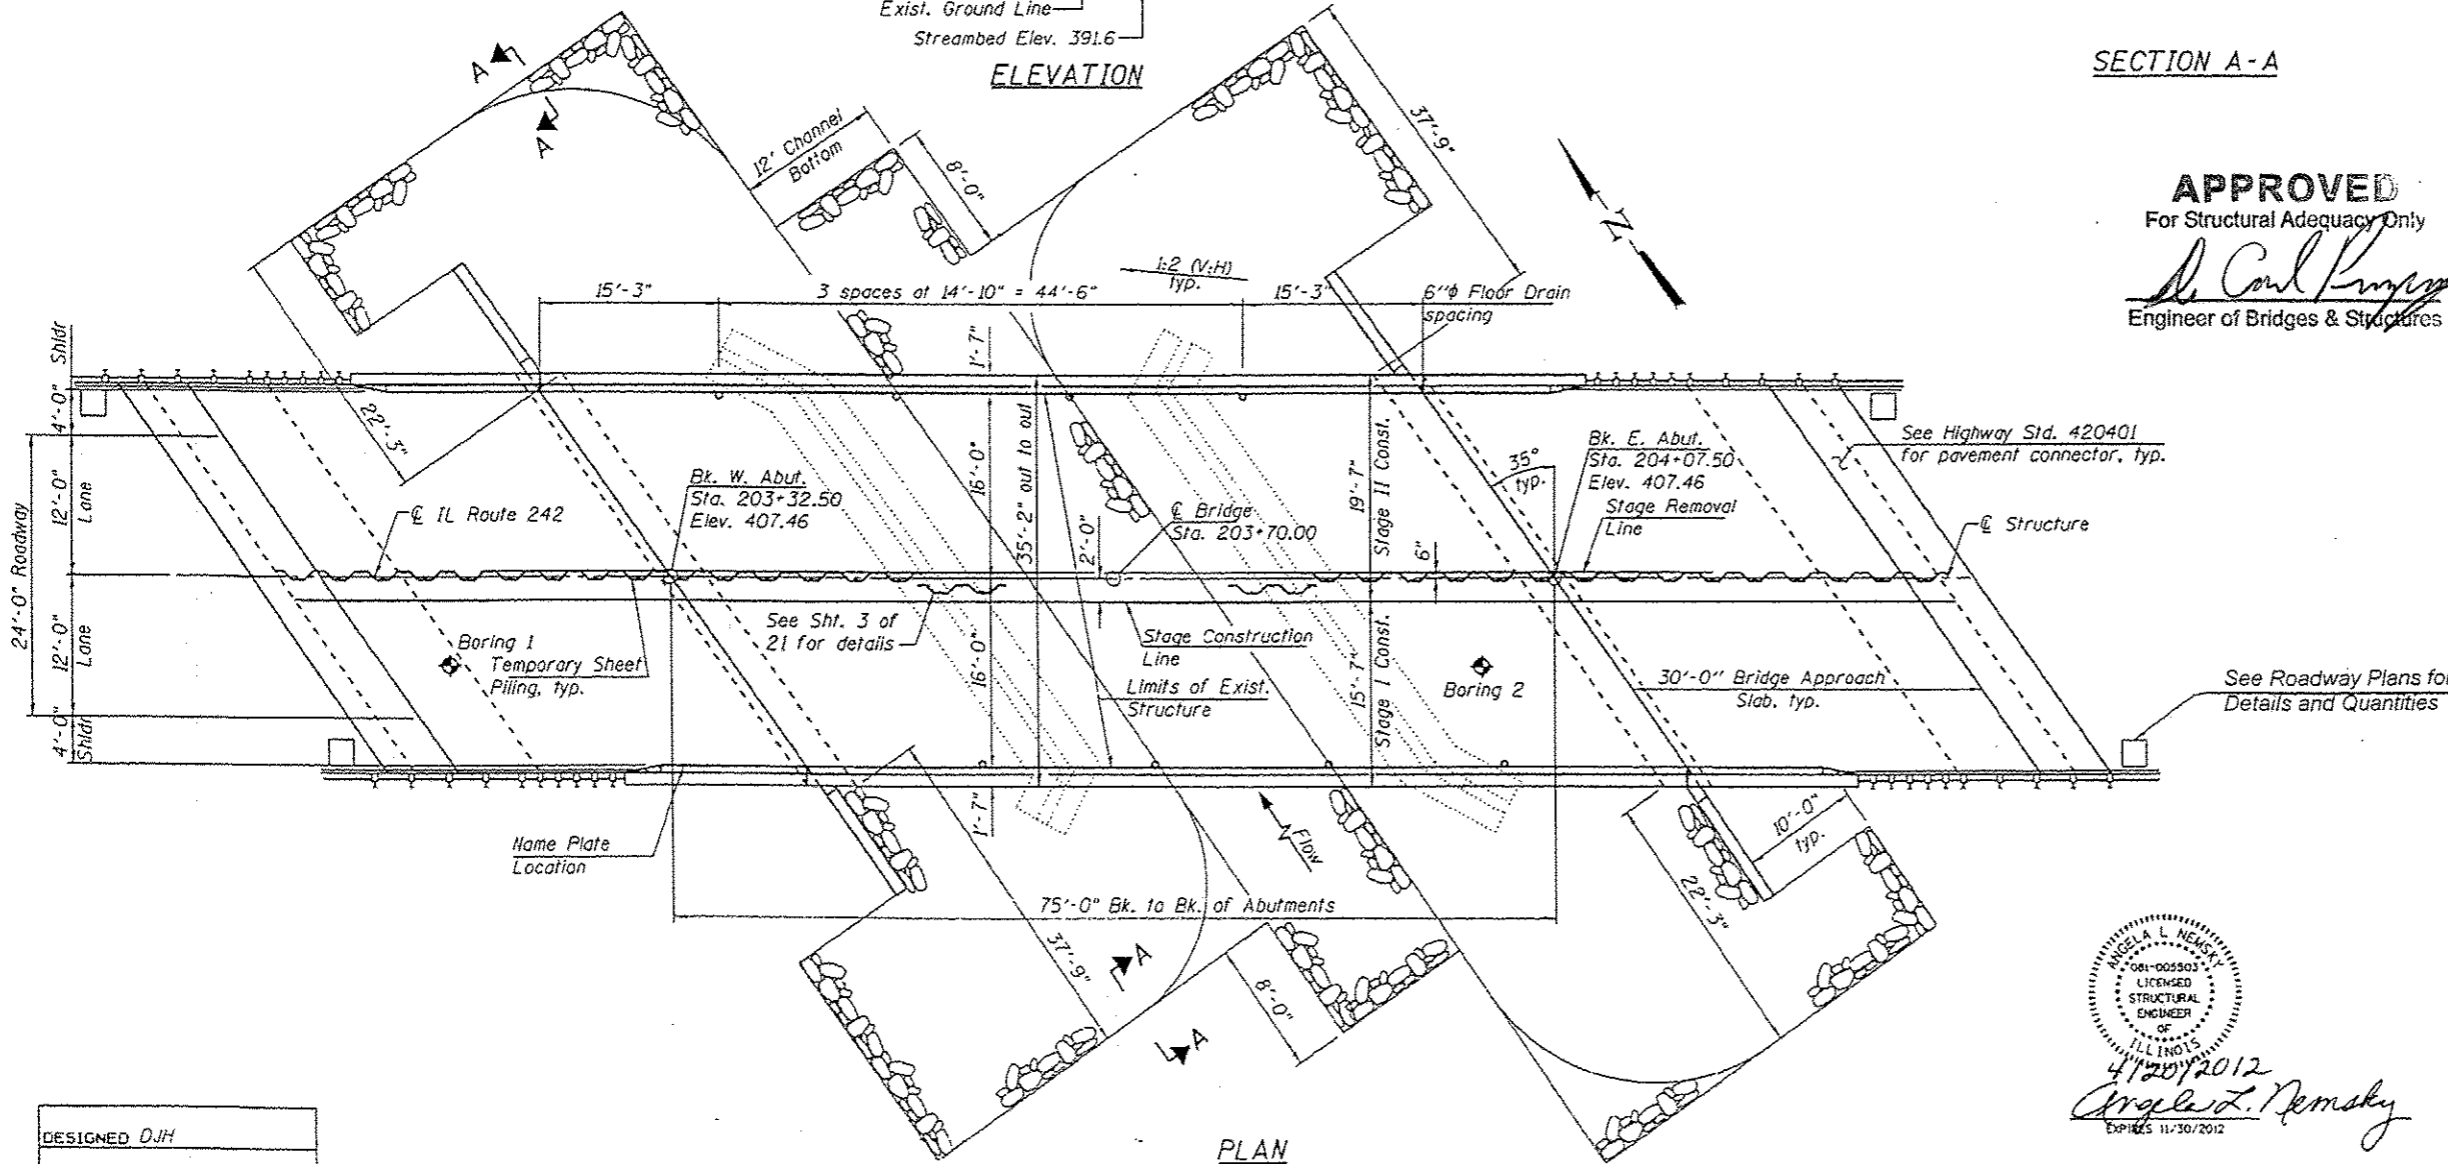 Exist. Ground Line
Streambed Elev. 391.6
ELEVATION
SECTION A-A
A
A
12' Channel
Bottom
8'-0"
37'-9"
N
APPROVED
For Structural Adequacy Only
Engineer of Bridges & Structures
15'-3"
3 spaces at 14'-10" = 44'-6"
1:2 (V:H)
typ.
15'-3"
6"φ Floor Drain
spacing
4'-0"
Shldr
22'-3"
1'-7"
24'-0" Roadway
12'-0"
Lane
℄ IL Route 242
Bk. W. Abut.
Sta. 203+32.50
Elev. 407.46
16'-0"
35'-2" out to out
2'-0"
℄ Bridge
Sta. 203+70.00
19'-7"
Stage II Const.
6"
35°
typ.
Bk. E. Abut.
Sta. 204+07.50
Elev. 407.46
Stage Removal
Line
See Highway Std. 420401
for pavement connector, typ.
℄ Structure
12'-0"
Lane
Boring 1
Temporary Sheet
Piling, typ.
See Sht. 3 of
21 for details
16'-0"
Stage Construction
Line
Limits of Exist.
Structure
15'-7"
Stage I Const.
Boring 2
30'-0" Bridge Approach
Slab, typ.
See Roadway Plans for
Details and Quantities
4'-0"
Shldr
Name Plate
Location
1'-7"
Flow
10'-0"
typ.
75'-0" Bk. to Bk. of Abutments
37'-9"
A
A
8'-0"
22'-3"
ANGELA L NEMSKY
081-005503
LICENSED
STRUCTURAL
ENGINEER
OF
ILLINOIS
4/20/2012
Angela L. Nemsky
EXPIRES 11/30/2012
DESIGNED DJH
PLAN